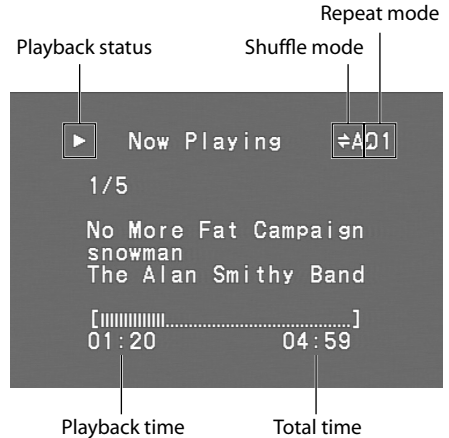 Repeat mode
Playback status
Shuffle mode
Now Playing
A
1
1/5
No More Fat Campaign
snowman
The Alan Smithy Band
[ ]
01:20
04:59
Playback time
Total time